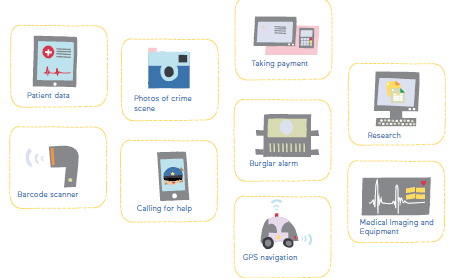 Patient data
Photos of crime
scene
Taking payment
Research
Barcode scanner
Calling for help
Burglar alarm
Medical Imaging and
Equipment
GPS navigation